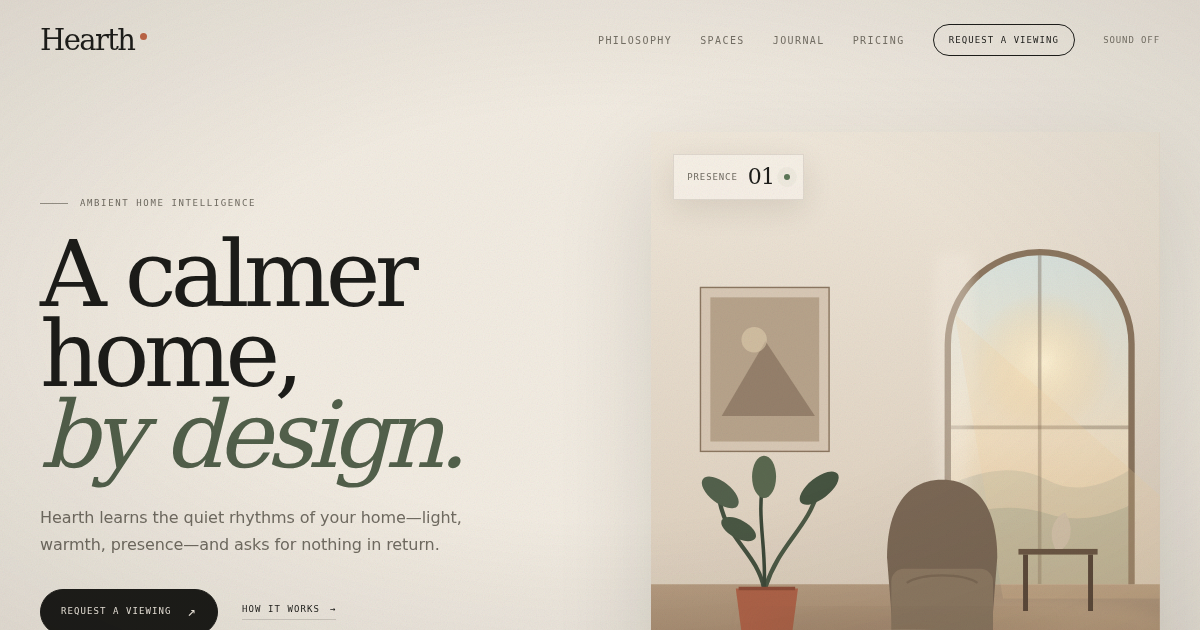 Hearth
PHILOSOPHY SPACES JOURNAL PRICING REQUEST A VIEWING SOUND OFF
AMBIENT HOME INTELLIGENCE
A calmer
home,
by design.
Hearth learns the quiet rhythms of your home—light,
warmth, presence—and asks for nothing in return.
REQUEST A VIEWING ↗
HOW IT WORKS →
PRESENCE 01